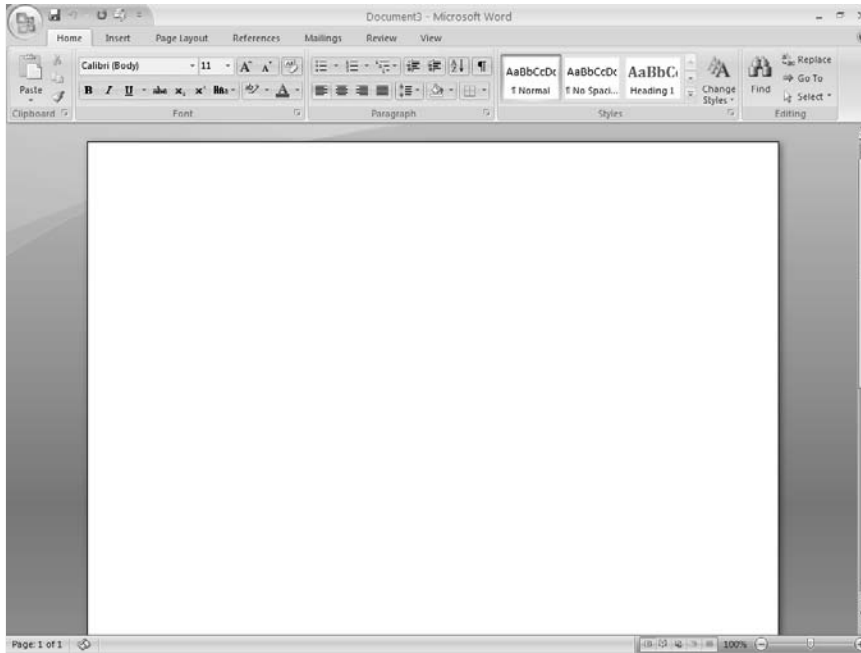 Document3 - Microsoft Word
Home Insert Page Layout References Mailings Review View
Calibri (Body) 11 A A
Paste
B I U abe x, x Aa A
AaBbCcDc AaBbCcDc AaBbC
¶ Normal ¶ No Spaci... Heading 1
Change Styles
Find
Replace
Go To
Select
Clipboard Font Paragraph Styles Editing
Page: 1 of 1 100%